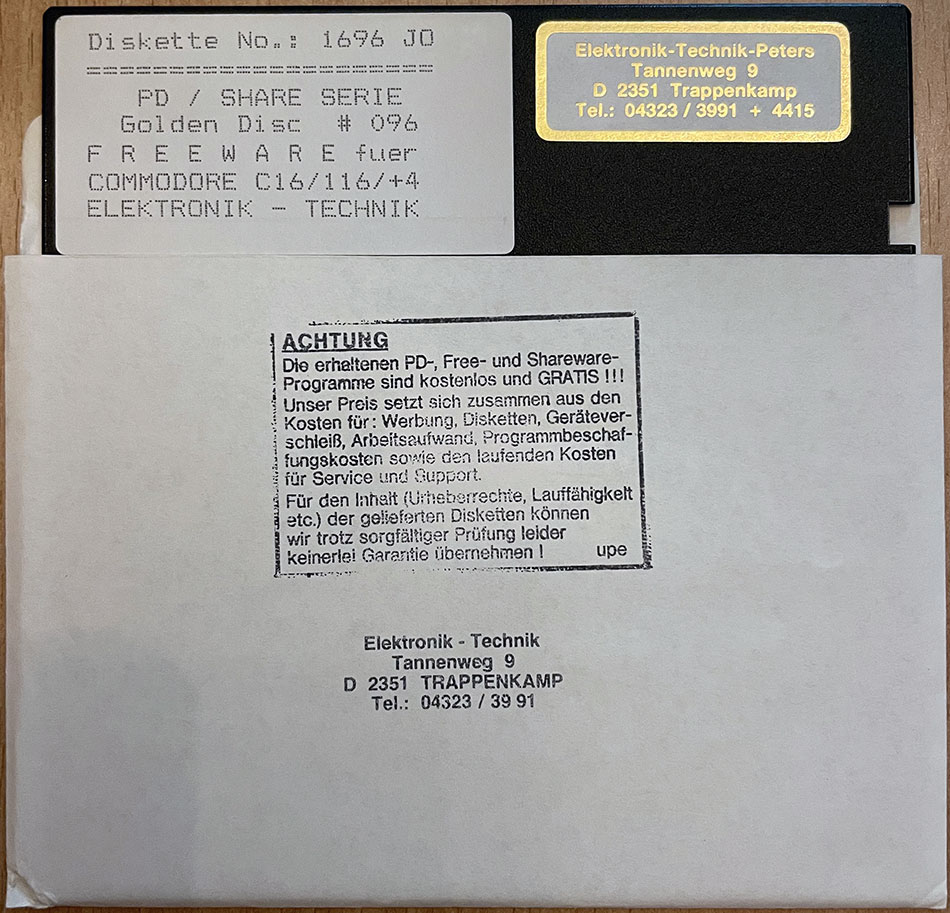 Diskette No.: 1696 JO
=====================
PD / SHARE SERIE
Golden Disc # 096
F R E E W A R E fuer
COMMODORE C16/116/+4
ELEKTRONIK - TECHNIK
Elektronik-Technik-Peters
Tannenweg 9
D 2351 Trappenkamp
Tel.: 04323 / 3991 + 4415
ACHTUNG
Die erhaltenen PD-, Free- und Shareware-
Programme sind kostenlos und GRATIS !!!
Unser Preis setzt sich zusammen aus den
Kosten für: Werbung, Disketten, Gerätever-
schleiß, Arbeitsaufwand, Programmbeschaf-
fungskosten sowie den laufenden Kosten
für Service und Support.
Für den Inhalt (Urheberrechte, Lauffähigkeit
etc.) der gelieferten Disketten können
wir trotz sorgfältiger Prüfung leider
keinerlei Garantie übernehmen ! upe
Elektronik - Technik
Tannenweg 9
D 2351 TRAPPENKAMP
Tel.: 04323 / 39 91